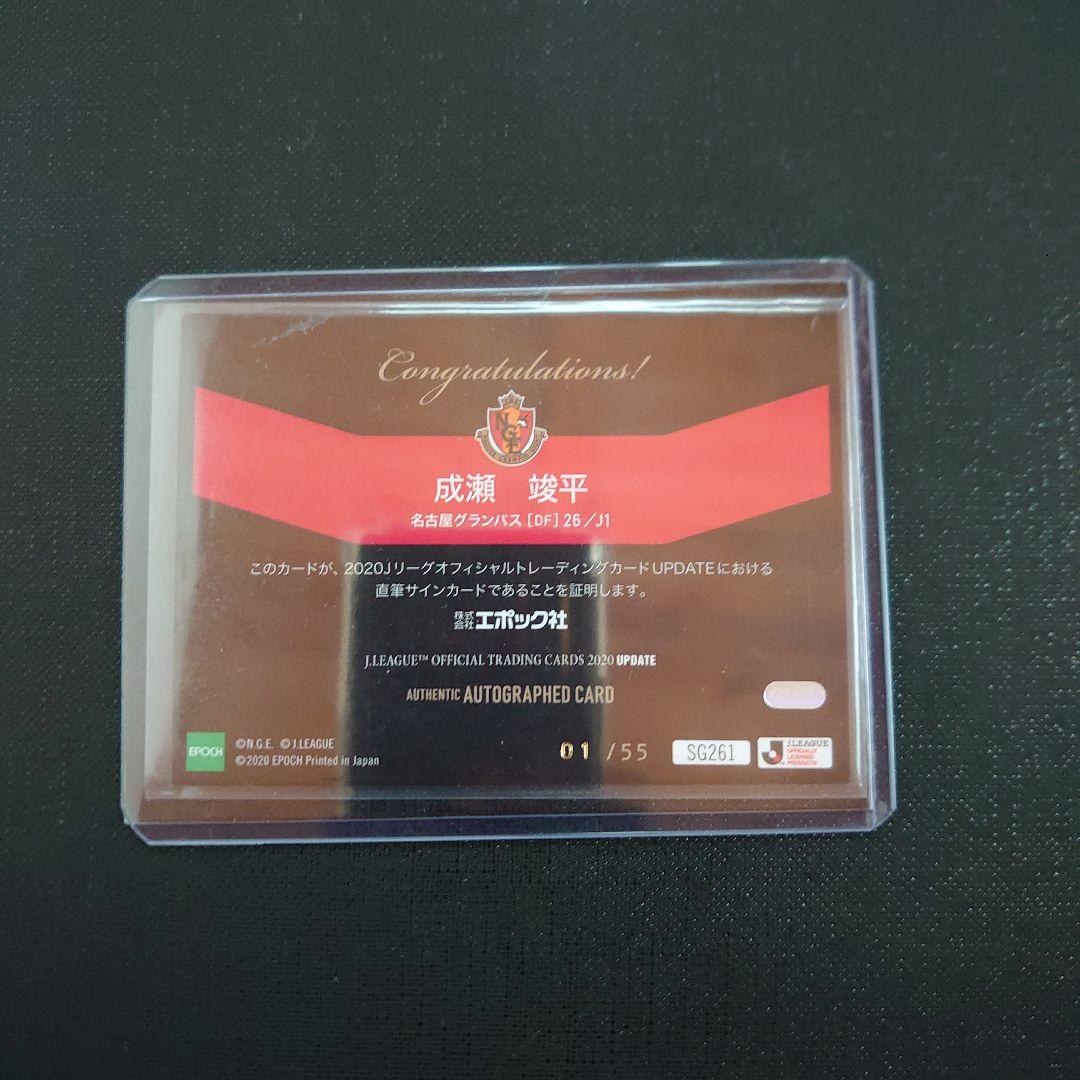 Congratulations!
NGE
成瀬 竣平
名古屋グランパス[DF]26/J1
このカードが、2020JリーグオフィシャルトレーディングカードUPDATEにおける
直筆サインカードであることを証明します。
株式会社エポック社
J.LEAGUE™ OFFICIAL TRADING CARDS 2020 UPDATE
AUTHENTIC AUTOGRAPHED CARD
EPOCH
©N.G.E. ©J.LEAGUE
©2020 EPOCH Printed in Japan
01 /55
SG261
J.LEAGUE
OFFICIALLY
LICENSED
PRODUCTS